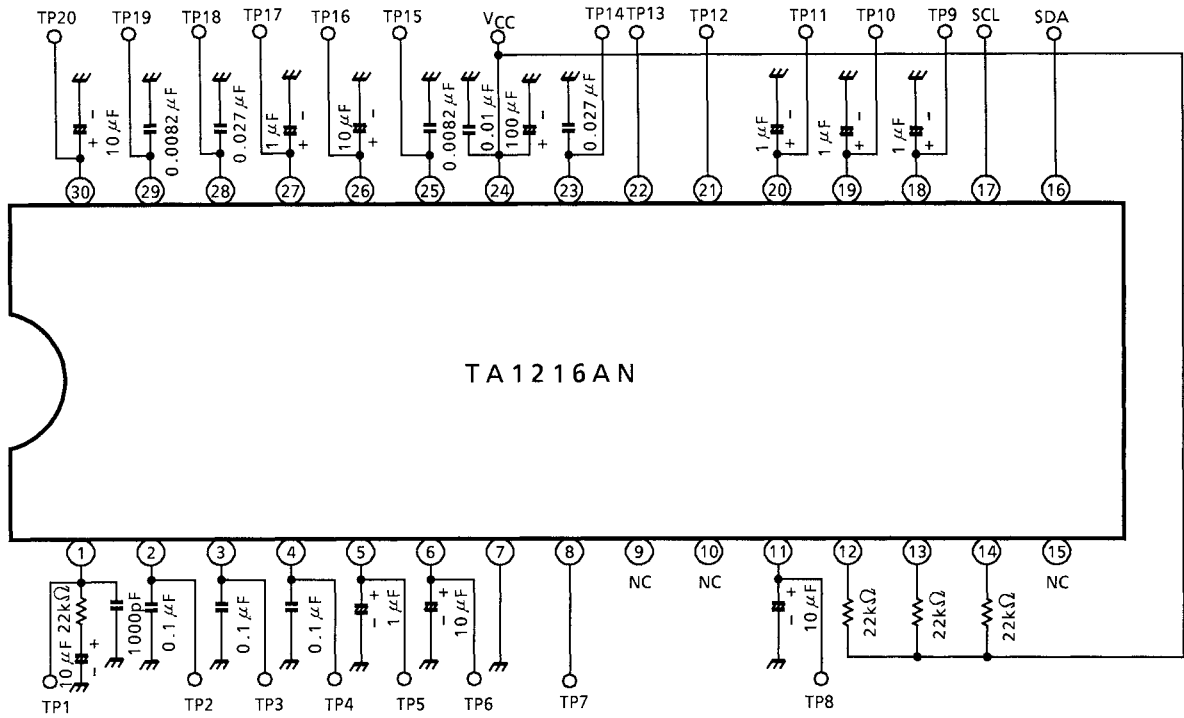 TP20 TP19 TP18 TP17 TP16 TP15 VCC TP14 TP13 TP12 TP11 TP10 TP9 SCL SDA
10 μF
0.0082 μF
0.027 μF
1 μF
10 μF
0.0082 μF
0.01 μF
100 μF
0.027 μF
1 μF
1 μF
1 μF
- + - + - + - + - + - + - +
30 29 28 27 26 25 24 23 22 21 20 19 18 17 16
TA1216AN
1 2 3 4 5 6 7 8 9 10 11 12 13 14 15
NC NC NC
22kΩ
10 μF
+ -
1000pF
0.1 μF
0.1 μF
0.1 μF
+ -
1 μF
+ -
10 μF
+ -
10 μF
22kΩ
22kΩ
22kΩ
TP1 TP2 TP3 TP4 TP5 TP6 TP7 TP8